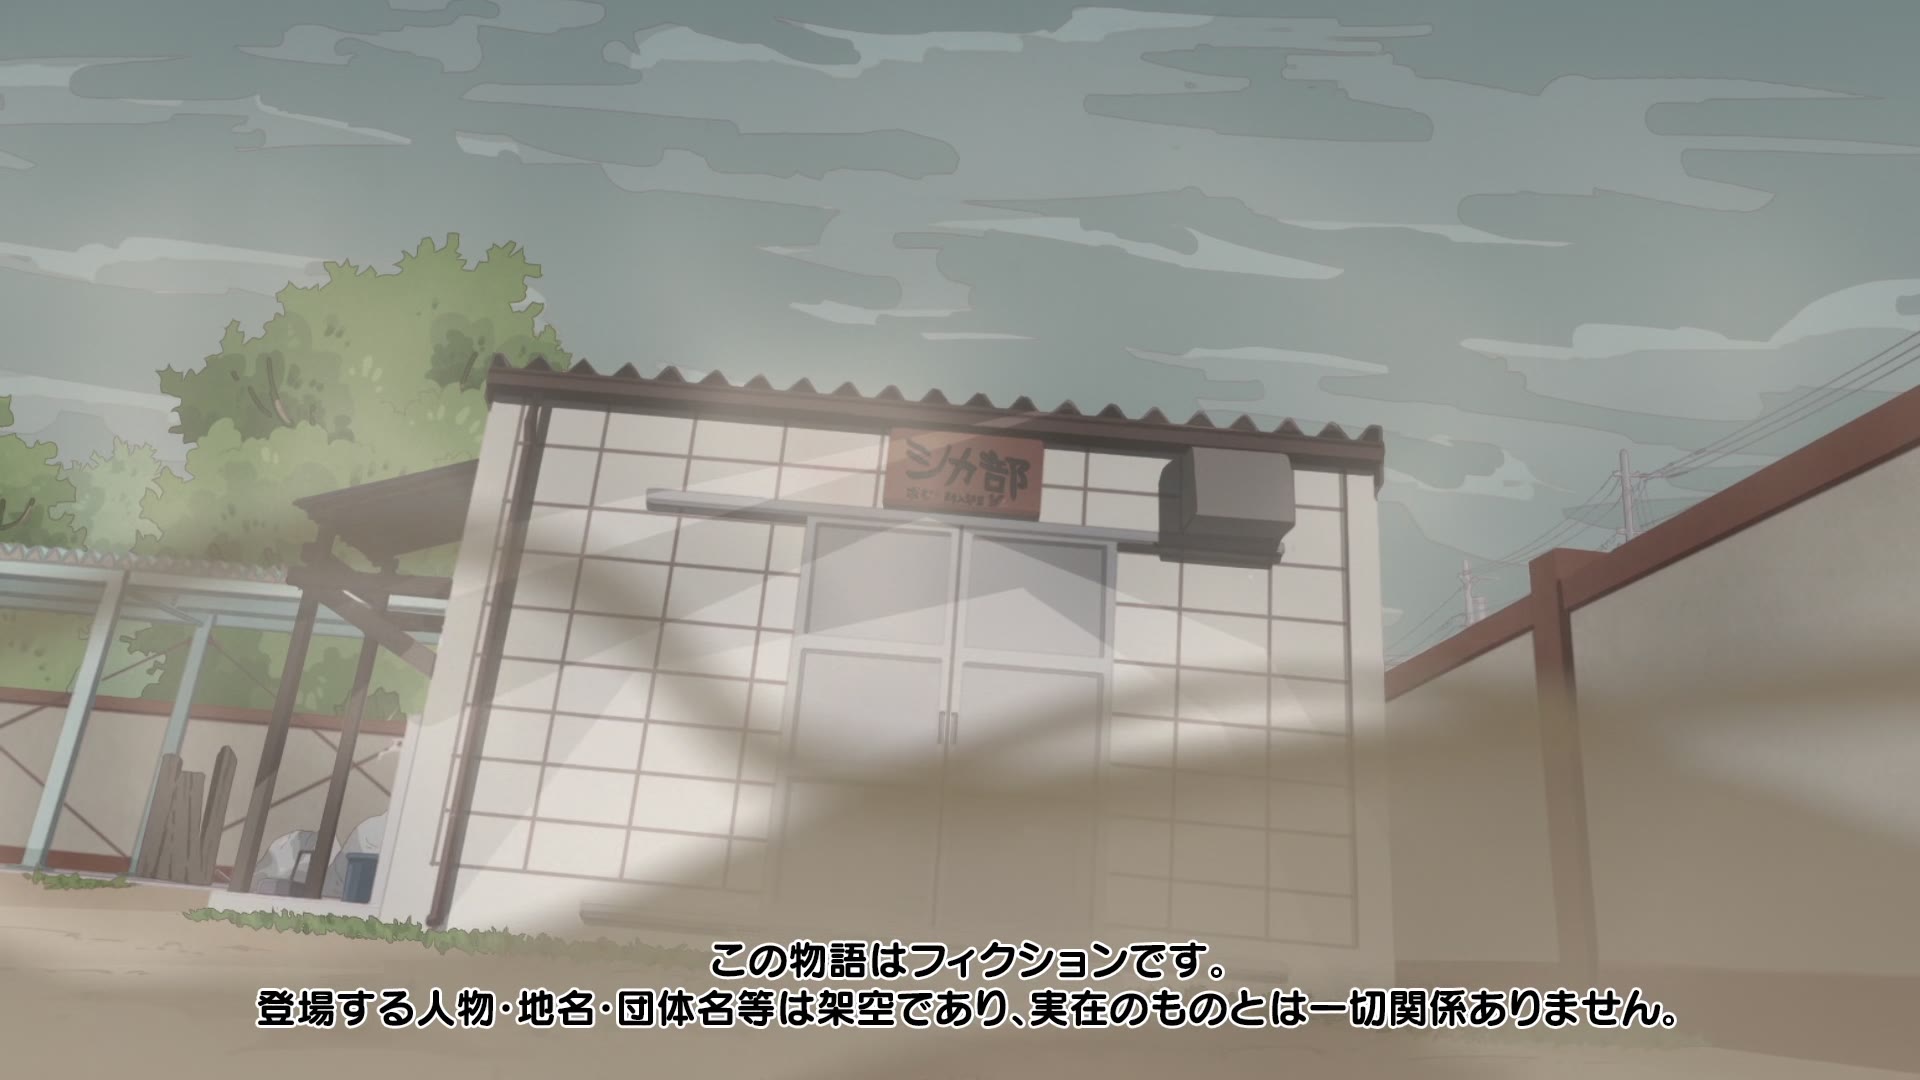 シカ部
この物語はフィクションです。
登場する人物・地名・団体名等は架空であり、実在のものとは一切関係ありません。